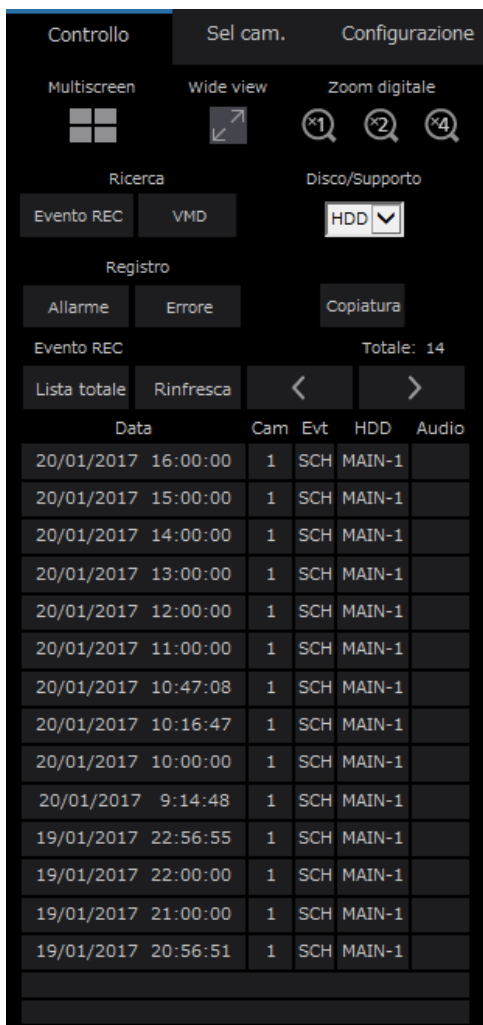 Controllo Sel cam. Configurazione
Multiscreen Wide view Zoom digitale
×1 ×2 ×4
Ricerca Disco/Supporto
Evento REC VMD HDD
Registro
Allarme Errore Copiatura
Evento REC Totale: 14
Lista totale Rinfresca < >
Data Cam Evt HDD Audio
20/01/2017 16:00:00 1 SCH MAIN-1
20/01/2017 15:00:00 1 SCH MAIN-1
20/01/2017 14:00:00 1 SCH MAIN-1
20/01/2017 13:00:00 1 SCH MAIN-1
20/01/2017 12:00:00 1 SCH MAIN-1
20/01/2017 11:00:00 1 SCH MAIN-1
20/01/2017 10:47:08 1 SCH MAIN-1
20/01/2017 10:16:47 1 SCH MAIN-1
20/01/2017 10:00:00 1 SCH MAIN-1
20/01/2017 9:14:48 1 SCH MAIN-1
19/01/2017 22:56:55 1 SCH MAIN-1
19/01/2017 22:00:00 1 SCH MAIN-1
19/01/2017 21:00:00 1 SCH MAIN-1
19/01/2017 20:56:51 1 SCH MAIN-1